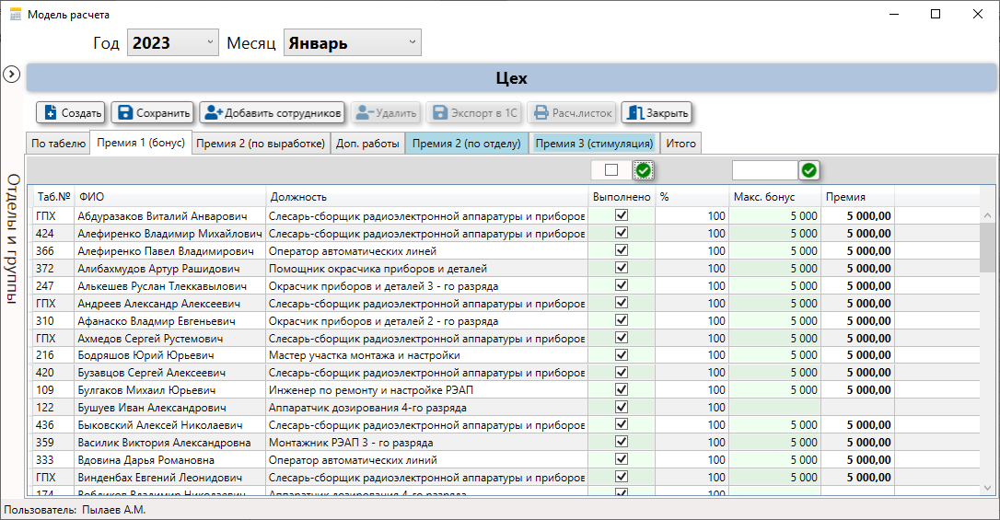 Модель расчета
Год 2023 Месяц Январь
Цех
Создать Сохранить Добавить сотрудников Удалить Экспорт в 1С Расч.листок Закрыть
По табелю Премия 1 (бонус) Премия 2 (по выработке) Доп. работы Премия 2 (по отделу) Премия 3 (стимуляция) Итого
Отделы и группы
Таб.№ ФИО Должность Выполнено % Макс. бонус Премия
ГПХ Абдуразаков Виталий Анварович Слесарь-сборщик радиоэлектронной аппаратуры и приборов 100 5 000 5 000,00
424 Алефиренко Владимир Михайлович Слесарь-сборщик радиоэлектронной аппаратуры и приборов 100 5 000 5 000,00
366 Алефиренко Павел Владимирович Оператор автоматических линей 100 5 000 5 000,00
372 Алибахмудов Артур Рашидович Помощник окрасчика приборов и деталей 100 5 000 5 000,00
247 Алькешев Руслан Тлеккавылович Окрасчик приборов и деталей 3 - го разряда 100 5 000 5 000,00
ГПХ Андреев Александр Алексеевич Слесарь-сборщик радиоэлектронной аппаратуры и приборов 100 5 000 5 000,00
310 Афанаско Владмир Евгеньевич Окрасчик приборов и деталей 2 - го разряда 100 5 000 5 000,00
ГПХ Ахмедов Сергей Рустемович Слесарь-сборщик радиоэлектронной аппаратуры и приборов 100 5 000 5 000,00
216 Бодряшов Юрий Юрьевич Мастер участка монтажа и настройки 100 5 000 5 000,00
420 Бузавцов Сергей Алексеевич Слесарь-сборщик радиоэлектронной аппаратуры и приборов 100 5 000 5 000,00
109 Булгаков Михаил Юрьевич Инженер по ремонту и настройке РЭАП 100 5 000 5 000,00
122 Бушуев Иван Александрович Аппаратчик дозирования 4-го разряда 100
436 Быковский Алексей Николаевич Слесарь-сборщик радиоэлектронной аппаратуры и приборов 100 5 000 5 000,00
359 Василик Виктория Александровна Монтажник РЭАП 3 - го разряда 100 5 000 5 000,00
333 Вдовина Дарья Романовна Оператор автоматических линий 100 5 000 5 000,00
ГПХ Винденбах Евгений Леонидович Слесарь-сборщик радиоэлектронной аппаратуры и приборов 100 5 000 5 000,00
Владимир Николаевич Аппаратчик дозирования 4-го разряда 100 5 000 5 000,00
Пользователь: Пылаев А.М.